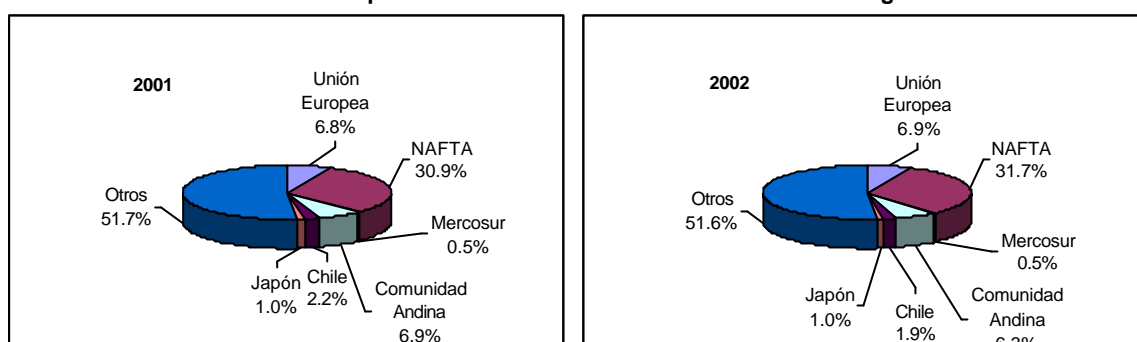 2001
Unión
Europea
6.8%
NAFTA
30.9%
Mercosur
0.5%
Comunidad
Andina
6.9%
Chile
2.2%
Japón
1.0%
Otros
51.7%
2002
Unión
Europea
6.9%
NAFTA
31.7%
Mercosur
0.5%
Comunidad
Andina
Chile
1.9%
Japón
1.0%
Otros
51.6%